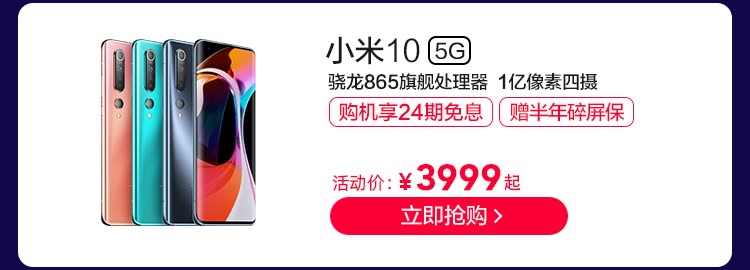 小米10 5G
骁龙865旗舰处理器 1亿像素四摄
购机享24期免息 赠半年碎屏保
活动价：¥3999起
立即抢购 >